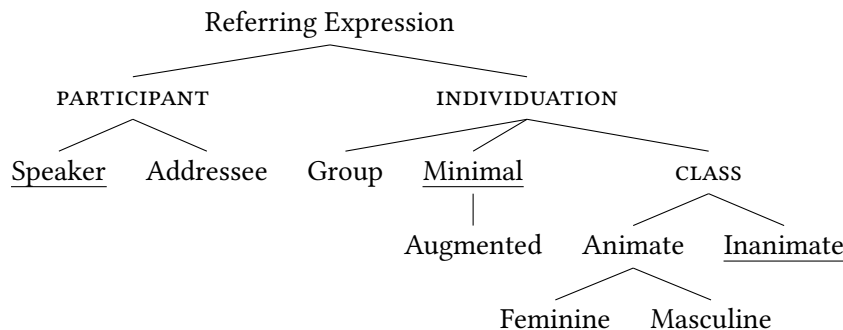 Referring Expression
PARTICIPANT INDIVIDUATION
Speaker Addressee Group Minimal CLASS
Augmented Animate Inanimate
Feminine Masculine